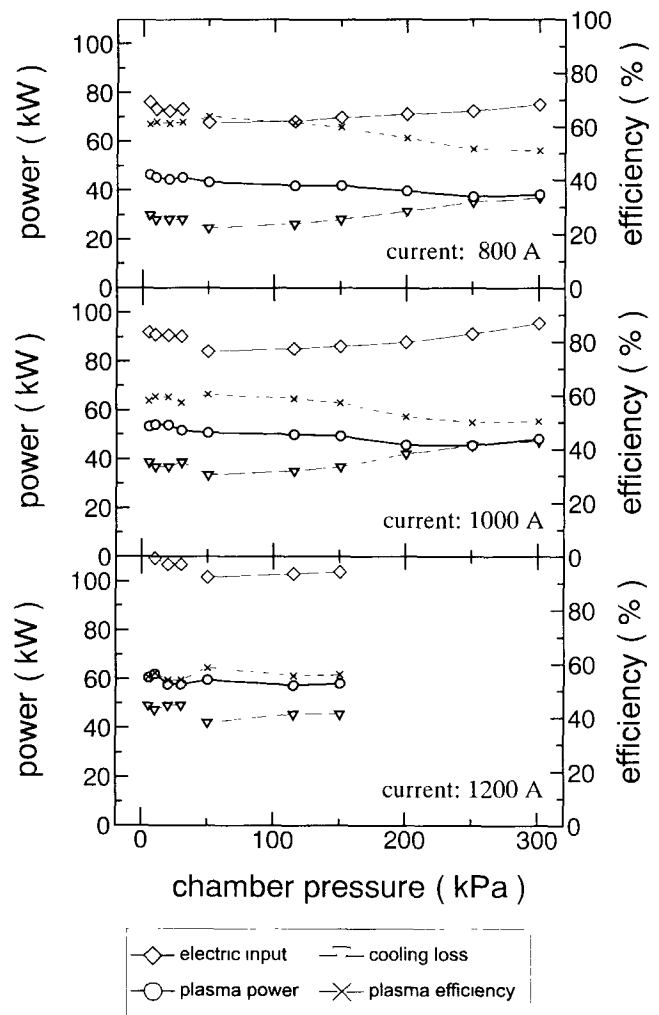 100
80
60
40
20
0
power ( kW )
100
80
60
40
20
0
efficiency ( % )
current: 800 A
100
80
60
40
20
0
power ( kW )
80
60
40
20
0
efficiency ( % )
current: 1000 A
100
80
60
40
20
0
power ( kW )
80
60
40
20
0
efficiency ( % )
current: 1200 A
0 100 200 300
chamber pressure ( kPa )
electric input cooling loss
plasma power plasma efficiency